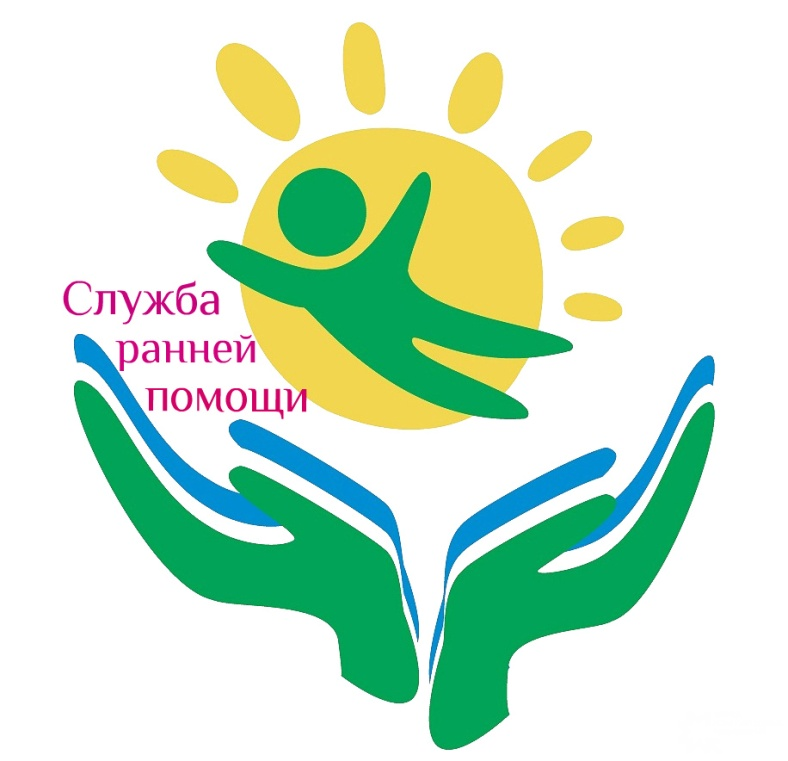 Служба
ранней
помощи